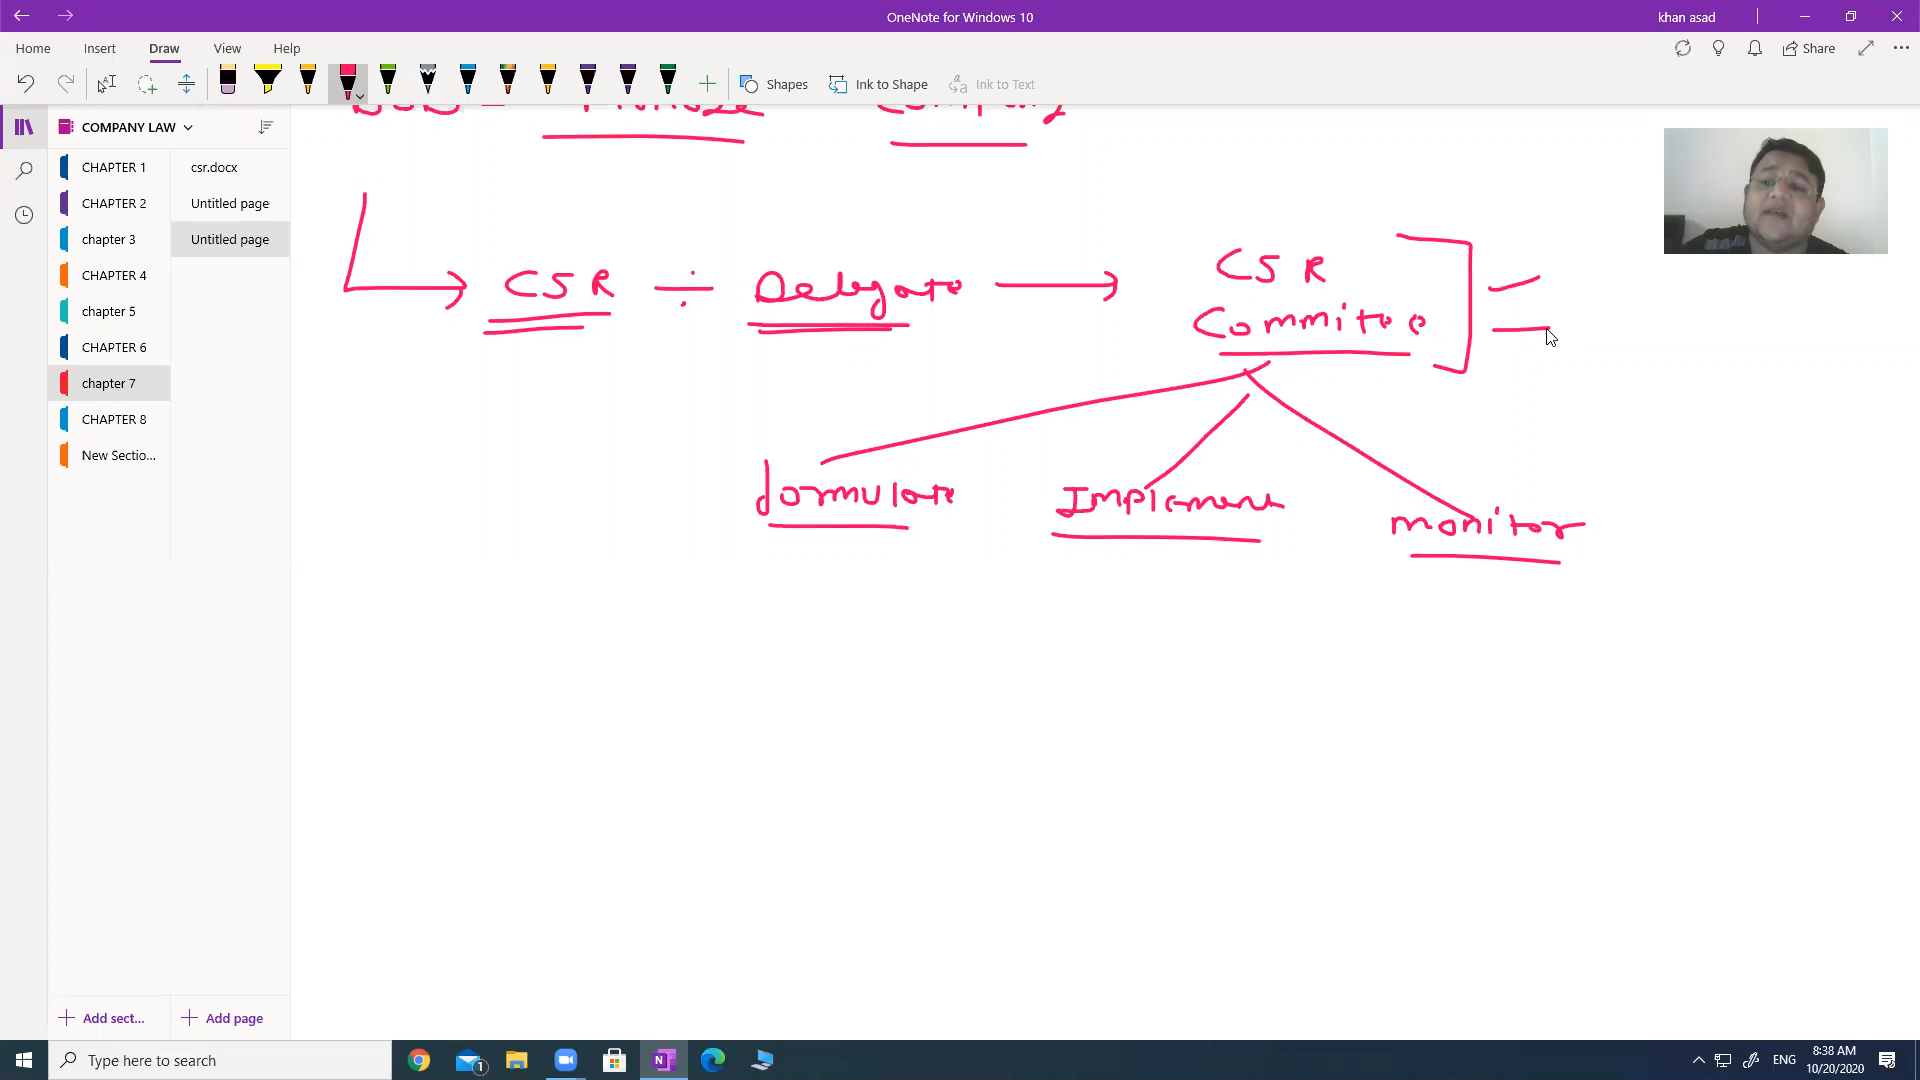 OneNote for Windows 10
khan asad
Home Insert Draw View Help
Share
Shapes Ink to Shape Ink to Text
COMPANY LAW
CHAPTER 1
CHAPTER 2
chapter 3
CHAPTER 4
chapter 5
CHAPTER 6
chapter 7
CHAPTER 8
New Sectio...
csr.docx
Untitled page
Untitled page
Company
CSR ÷ Delegate
CSR
Commitee
formulate Implement monitor
Add sect...
Add page
Type here to search
1
N
ENG
8:38 AM
10/20/2020